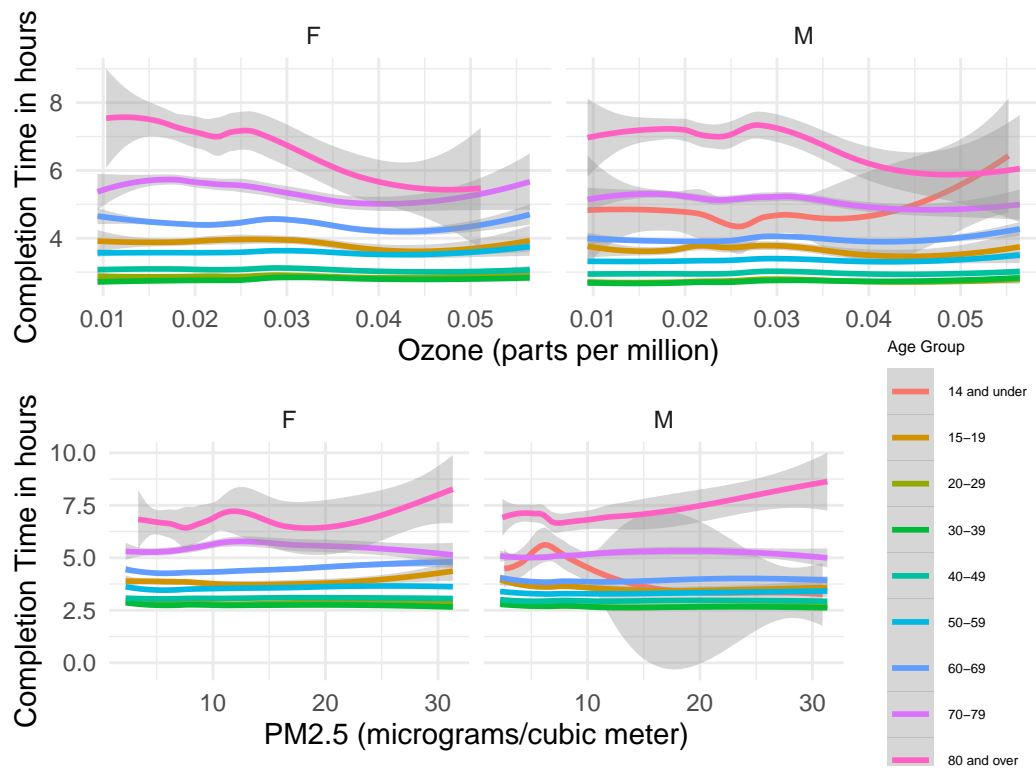 F M
Completion Time in hours
8
6
4
0.01 0.02 0.03 0.04 0.05 0.01 0.02 0.03 0.04 0.05
Ozone (parts per million)
F M
Completion Time in hours
10.0
7.5
5.0
2.5
0.0
10 20 30 10 20 30
PM2.5 (micrograms/cubic meter)
Age Group
14 and under
15−19
20−29
30−39
40−49
50−59
60−69
70−79
80 and over